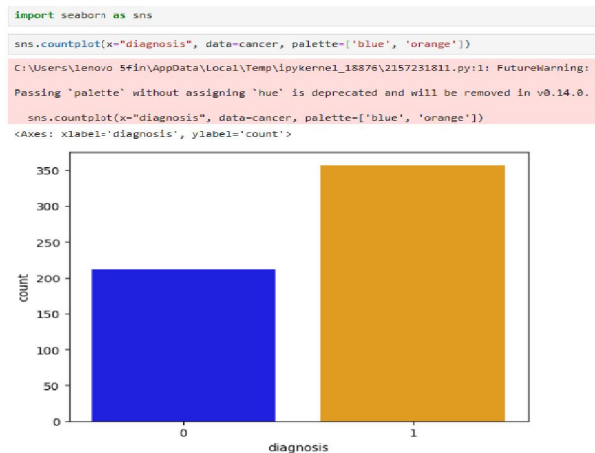 import seaborn as sns
sns.countplot(x="diagnosis", data=cancer, palette=['blue', 'orange'])
C:\Users\lenovo 5fin\AppData\Local\Temp\ipykernel_18876\2157231811.py:1: FutureWarning:
Passing `palette` without assigning `hue` is deprecated and will be removed in v0.14.0.
sns.countplot(x="diagnosis", data=cancer, palette=['blue', 'orange'])
<Axes: xlabel='diagnosis', ylabel='count'>
350
300
250
200
150
100
50
0
count
0 1
diagnosis